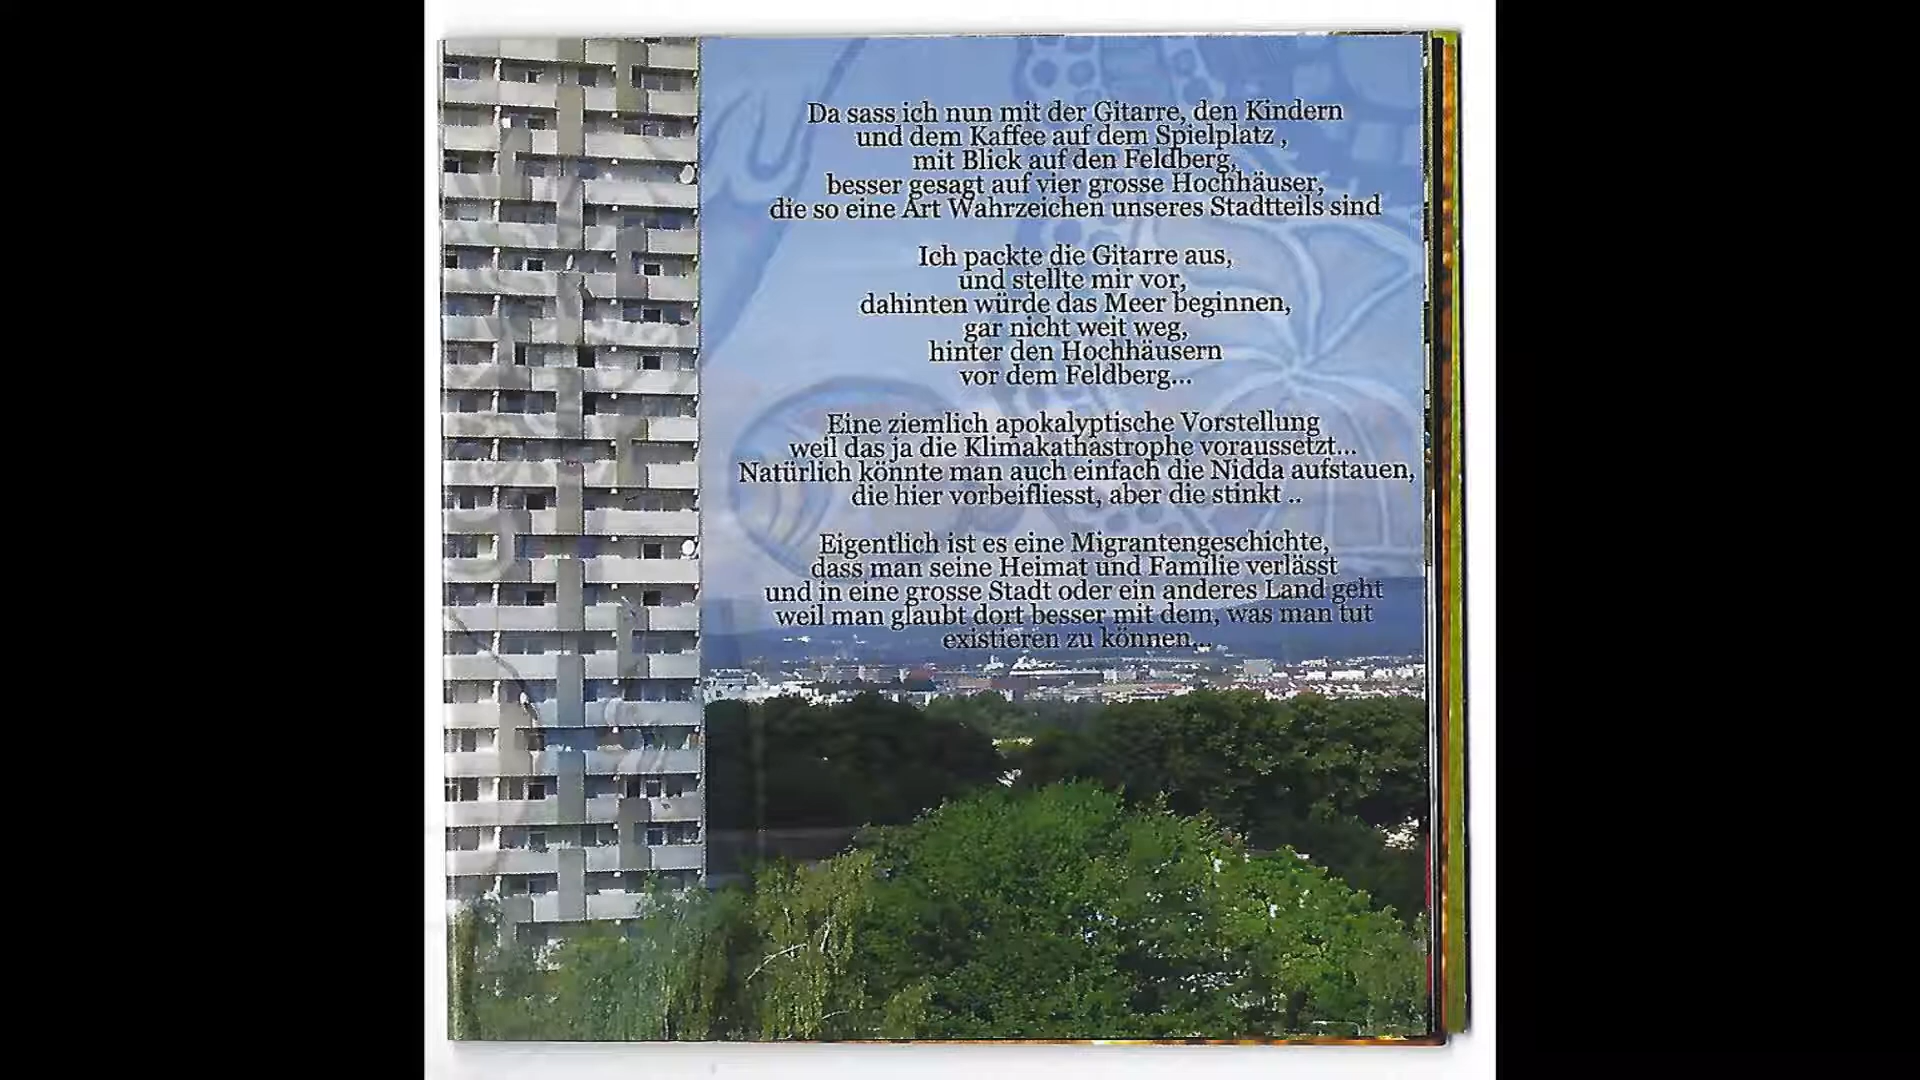 Da sass ich nun mit der Gitarre, den Kindern
und dem Kaffee auf dem Spielplatz ,
mit Blick auf den Feldberg,
besser gesagt auf vier grosse Hochhäuser,
die so eine Art Wahrzeichen unseres Stadtteils sind
Ich packte die Gitarre aus,
und stellte mir vor,
dahinten würde das Meer beginnen,
gar nicht weit weg,
hinter den Hochhäusern
vor dem Feldberg...
Eine ziemlich apokalyptische Vorstellung
weil das ja die Klimakathastrophe voraussetzt...
Natürlich könnte man auch einfach die Nidda aufstauen,
die hier vorbeifliesst, aber die stinkt ..
Eigentlich ist es eine Migrantengeschichte,
dass man seine Heimat und Familie verlässt
und in eine grosse Stadt oder ein anderes Land geht
weil man glaubt dort besser mit dem, was man tut
existieren zu können...